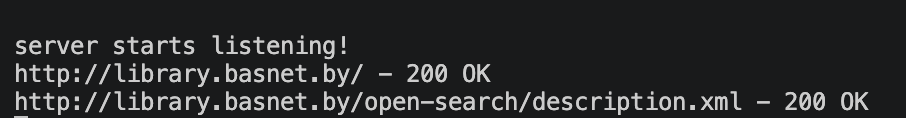 server starts listening!
http://library.basnet.by/ - 200 OK
http://library.basnet.by/open-search/description.xml - 200 OK